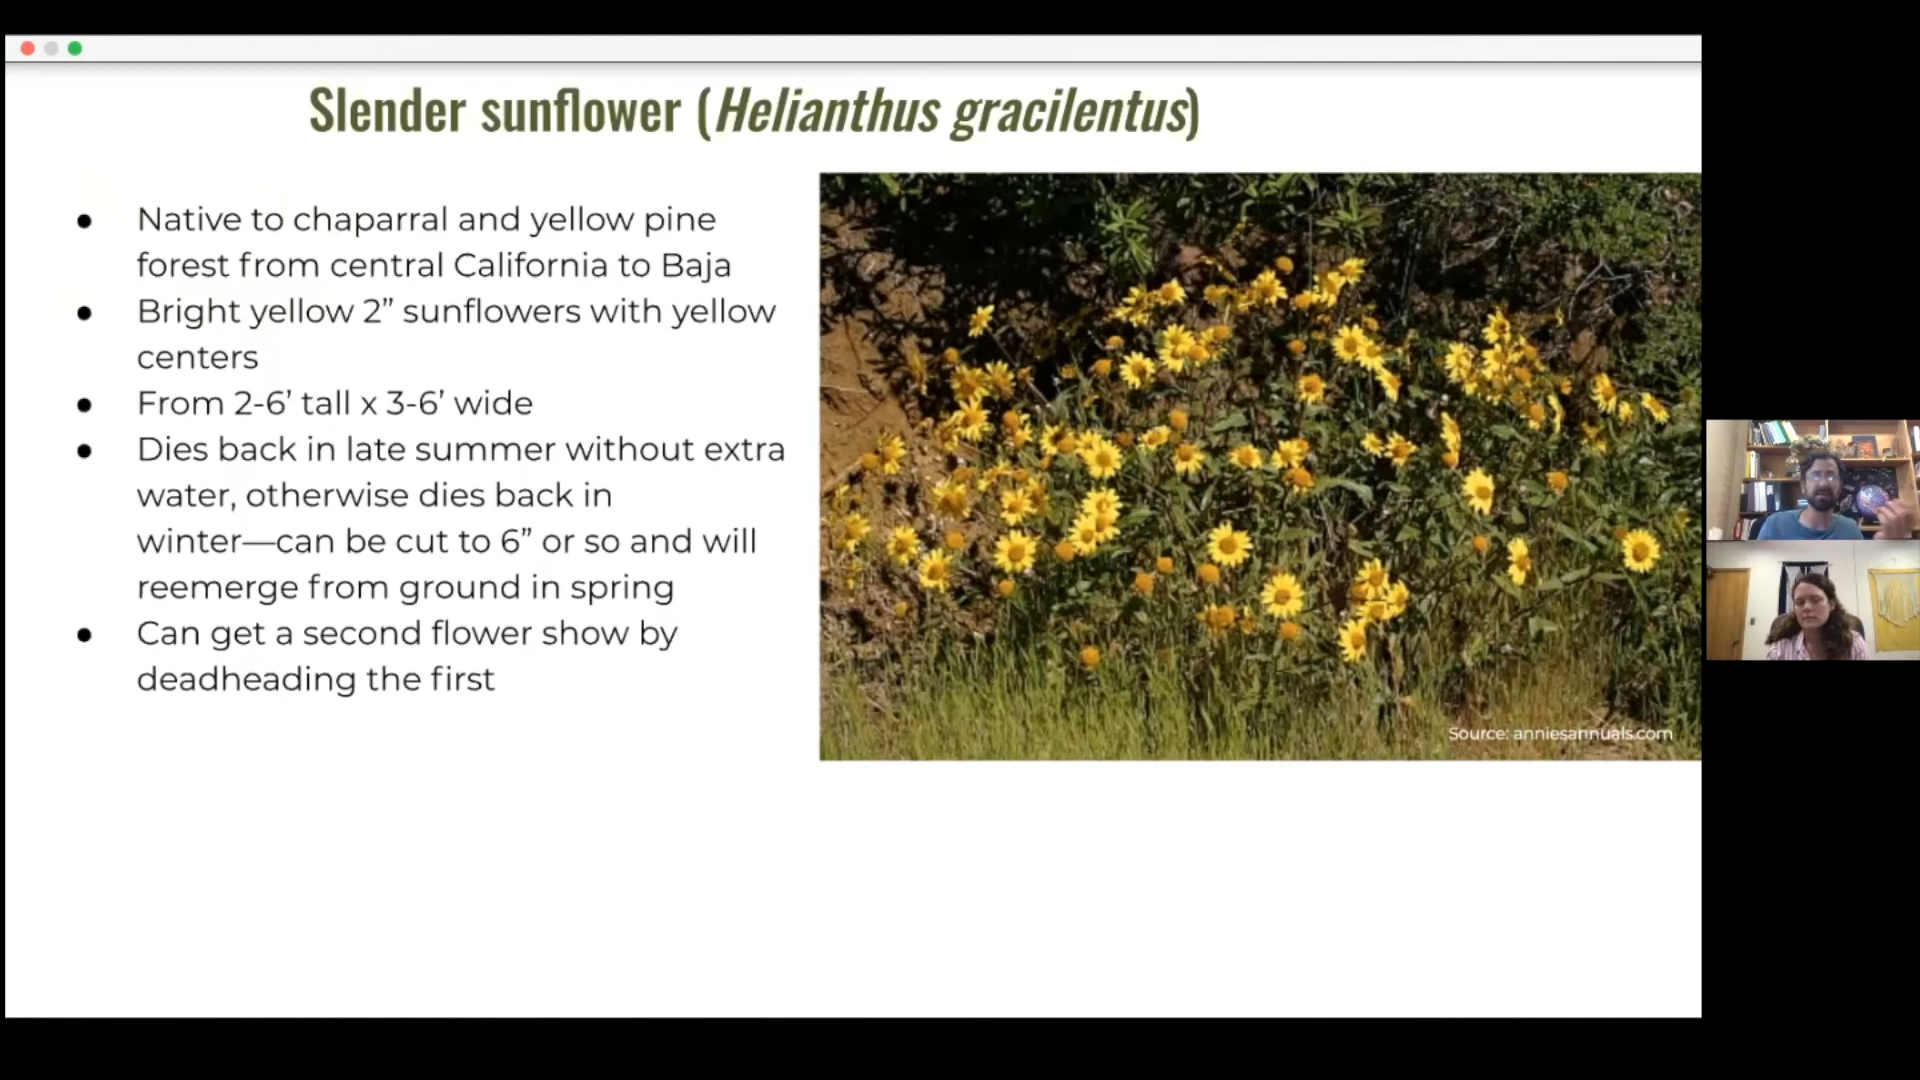 Slender sunflower (Helianthus gracilentus)
● Native to chaparral and yellow pine
forest from central California to Baja
● Bright yellow 2” sunflowers with yellow
centers
● From 2-6’ tall x 3-6’ wide
● Dies back in late summer without extra
water, otherwise dies back in
winter—can be cut to 6” or so and will
reemerge from ground in spring
● Can get a second flower show by
deadheading the first
Source: anniesannuals.com